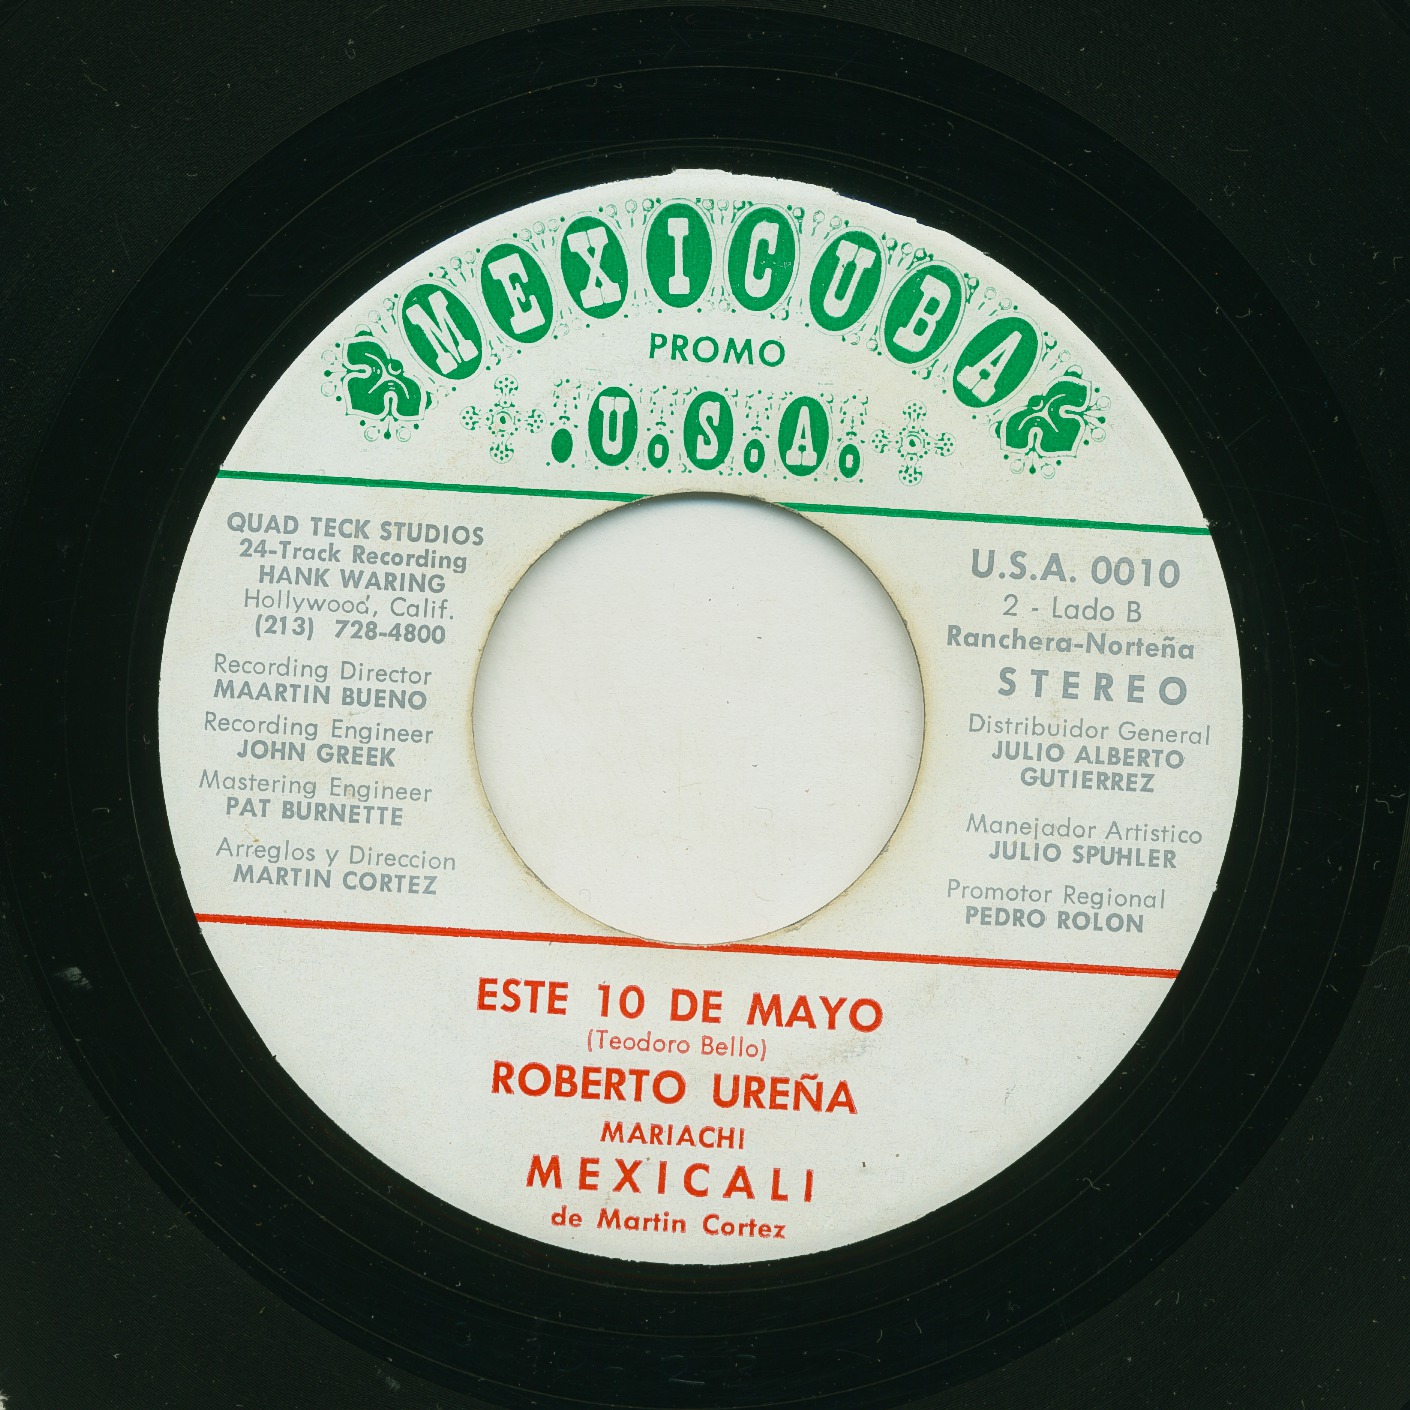 MEXICUBA
PROMO
.U.S.A.
QUAD TECK STUDIOS
24-Track Recording
HANK WARING
Hollywood, Calif.
(213) 728-4800
Recording Director
MAARTIN BUENO
Recording Engineer
JOHN GREEK
Mastering Engineer
PAT BURNETTE
Arreglos y Direccion
MARTIN CORTEZ
U.S.A. 0010
2 - Lado B
Ranchera-Norteña
STEREO
Distribuidor General
JULIO ALBERTO
GUTIERREZ
Manejador Artistico
JULIO SPUHLER
Promotor Regional
PEDRO ROLON
ESTE 10 DE MAYO
(Teodoro Bello)
ROBERTO UREÑA
MARIACHI
MEXICALI
de Martin Cortez